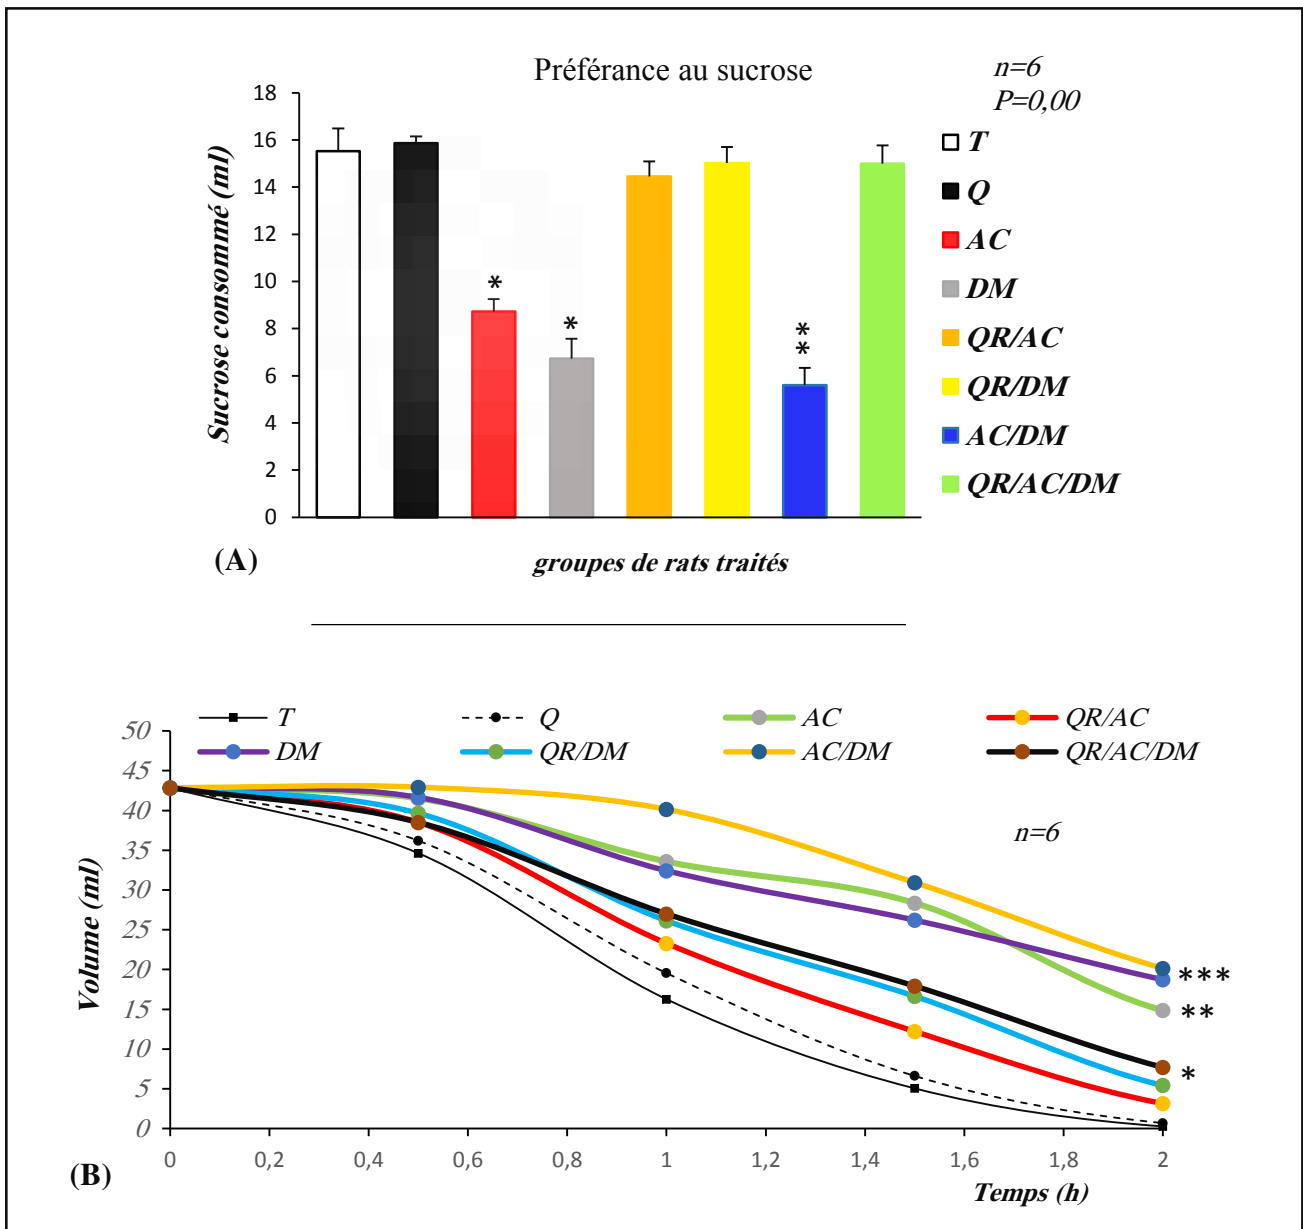 Préférance au sucrose
n=6
P=0,00
18
16
14
12
10
8
6
4
2
0
Sucrose consommé (ml)
*
*
**
T
Q
AC
DM
QR/AC
QR/DM
AC/DM
QR/AC/DM
(A)
groupes de rats traités
T
Q
AC
QR/AC
DM
QR/DM
AC/DM
QR/AC/DM
50
45
40
35
30
25
20
15
10
5
0
Volume (ml)
n=6
***
**
*
0
0,2
0,4
0,6
0,8
1
1,2
1,4
1,6
1,8
2
(B)
Temps (h)